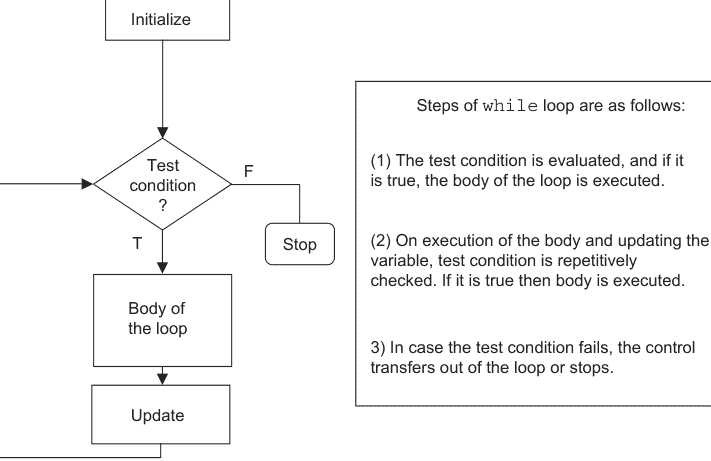 Initialize
Test
condition
?
F
T
Stop
Body of
the loop
Update
Steps of while loop are as follows:
(1) The test condition is evaluated, and if it
is true, the body of the loop is executed.
(2) On execution of the body and updating the
variable, test condition is repetitively
checked. If it is true then body is executed.
3) In case the test condition fails, the control
transfers out of the loop or stops.